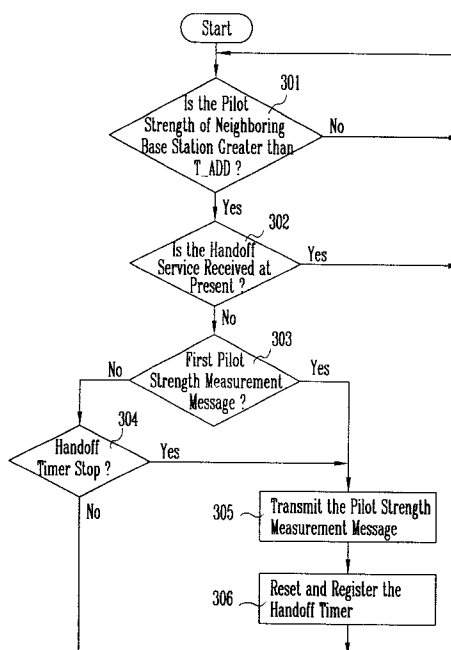 Start
301
Is the Pilot
Strength of Neighboring
Base Station Greater than
T_ADD ?
No
Yes
302
Is the Handoff
Service Received at
Present ?
Yes
No
303
First Pilot
Strength Measurement
Message ?
No
Yes
304
Handoff
Timer Stop ?
Yes
No
305
Transmit the Pilot Strength
Measurement Message
306
Reset and Register the
Handoff Timer